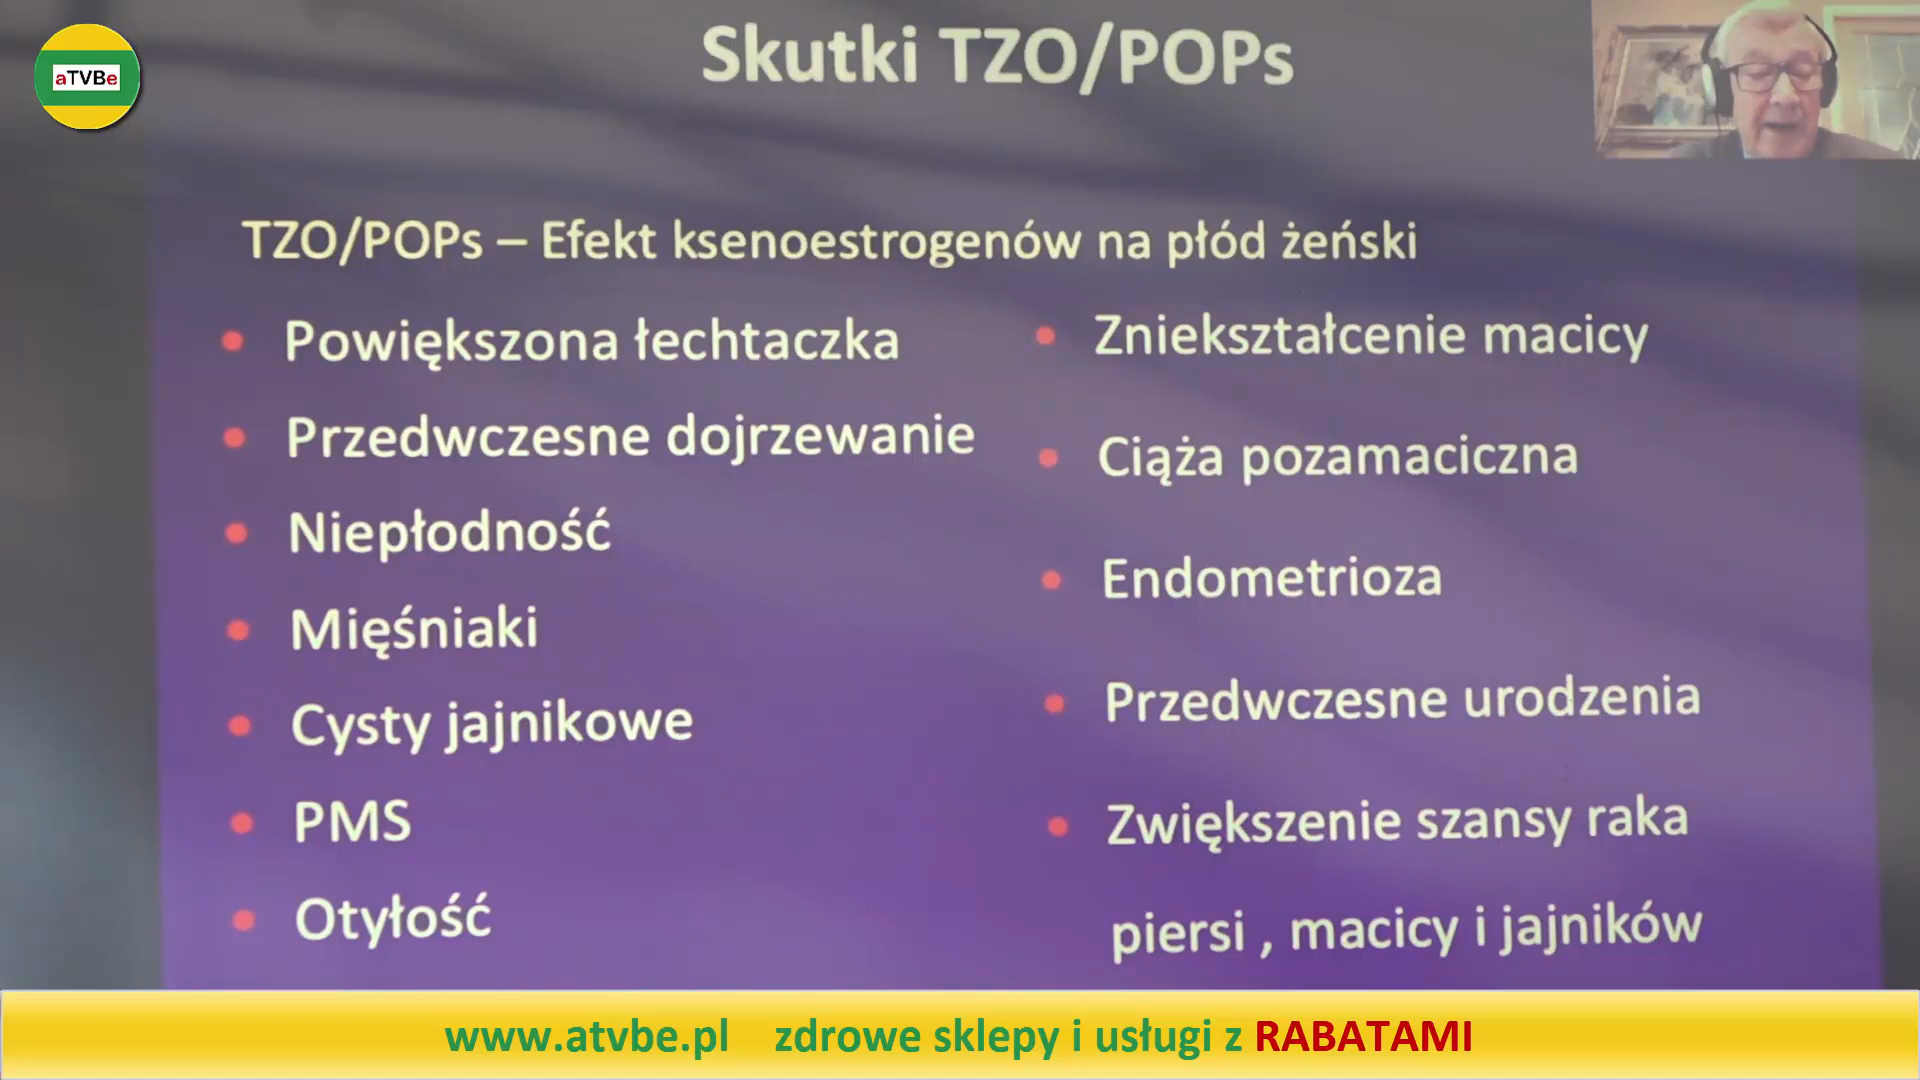 aTVBe
Skutki TZO/POPs
TZO/POPs – Efekt ksenoestrogenów na płód żeński
Powiększona łechtaczka
Przedwczesne dojrzewanie
Niepłodność
Mięśniaki
Cysty jajnikowe
PMS
Otyłość
Zniekształcenie macicy
Ciąża pozamaciczna
Endometrioza
Przedwczesne urodzenia
Zwiększenie szansy raka
piersi , macicy i jajników
www.atvbe.pl zdrowe sklepy i usługi z RABATAMI